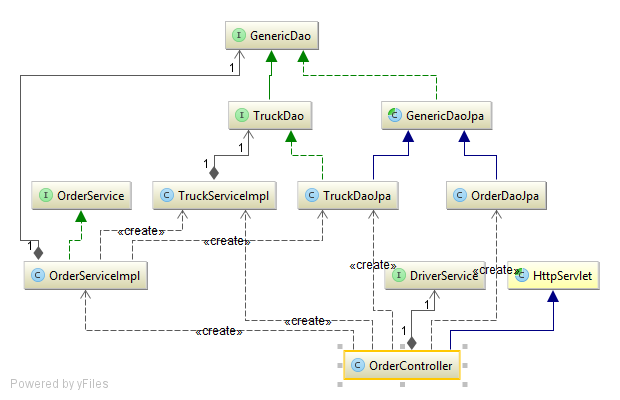 I GenericDao
1
I TruckDao
C GenericDaoJpa
1
1
I OrderService
C TruckServiceImpl
C TruckDaoJpa
C OrderDaoJpa
«create»
«create»
1
C OrderServiceImpl
«create»
I DriverService
«create»
C HttpServlet
1
«create»
«create»
1
C OrderController
Powered by yFiles